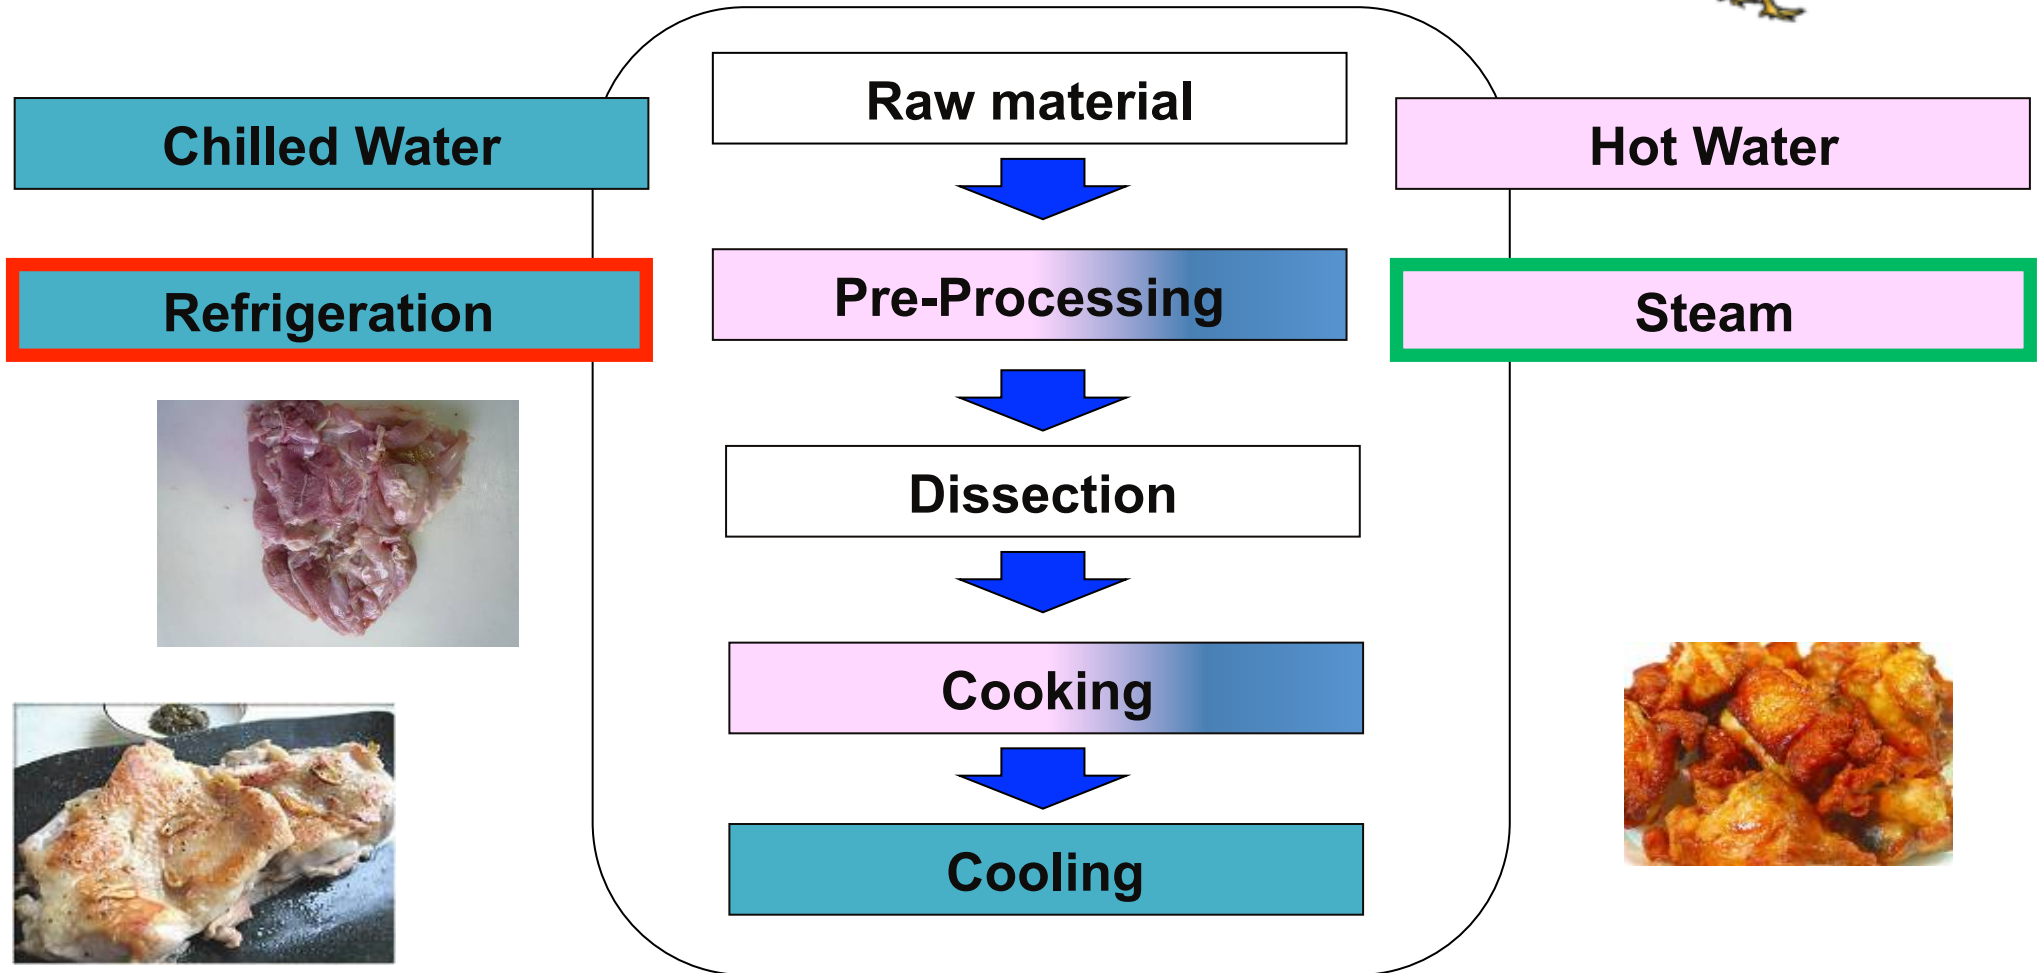 Raw material
Chilled Water
Hot Water
Pre-Processing
Refrigeration
Steam
Dissection
Cooking
Cooling